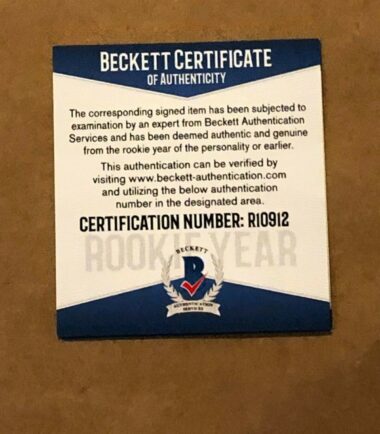 BECKETT CERTIFICATE
OF AUTHENTICITY
The corresponding signed item has been subjected to
examination by an expert from Beckett Authentication
Services and has been deemed authentic and genuine
from the rookie year of the personality or earlier.
This authentication can be verified by
visiting www.beckett-authentication.com
and utilizing the below authentication
number in the designated area.
CERTIFICATION NUMBER: R10912
ROOKIE YEAR
BECKETT
B
AUTHENTICATION
SERVICES